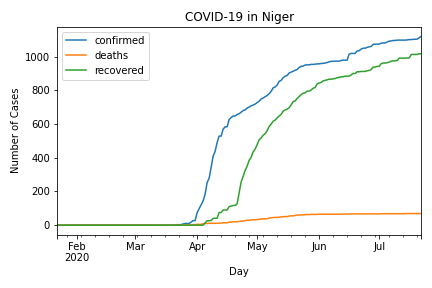 COVID-19 in Niger
confirmed
deaths
recovered
Number of Cases
1000
800
600
400
200
0
Feb Mar Apr May Jun Jul
2020
Day